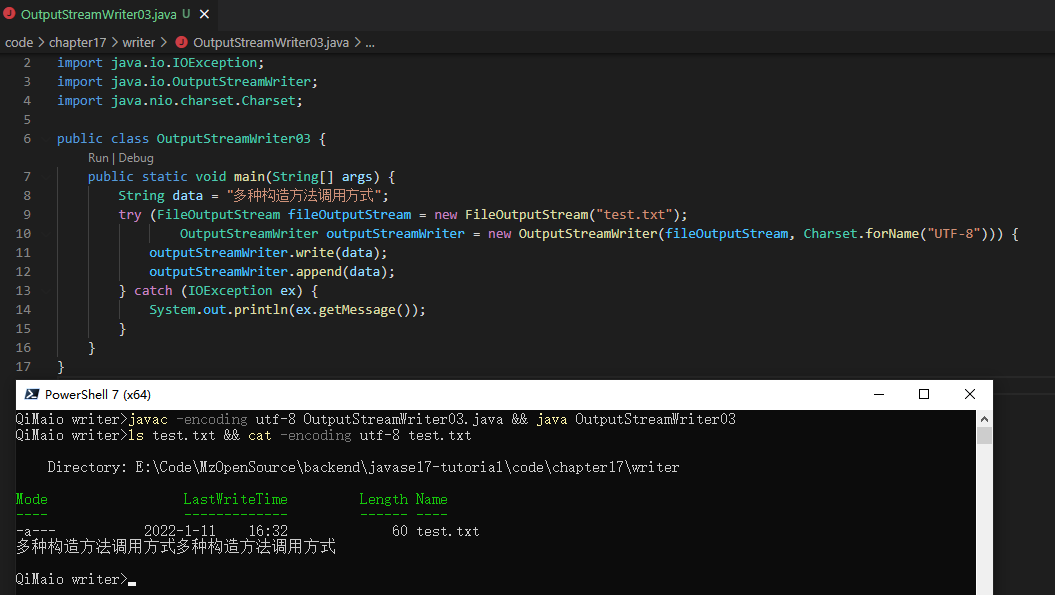 OutputStreamWriter03.java U ×
code > chapter17 > writer > OutputStreamWriter03.java > ...
2 import java.io.IOException;
3 import java.io.OutputStreamWriter;
4 import java.nio.charset.Charset;
5
6 public class OutputStreamWriter03 {
Run | Debug
7 public static void main(String[] args) {
8 String data = "多种构造方法调用方式";
9 try (FileOutputStream fileOutputStream = new FileOutputStream("test.txt");
10 OutputStreamWriter outputStreamWriter = new OutputStreamWriter(fileOutputStream, Charset.forName("UTF-8"))) {
11 outputStreamWriter.write(data);
12 outputStreamWriter.append(data);
13 } catch (IOException ex) {
14 System.out.println(ex.getMessage());
15 }
16 }
17 }
PowerShell 7 (x64)
QiMaio writer>javac -encoding utf-8 OutputStreamWriter03.java && java OutputStreamWriter03
QiMaio writer>ls test.txt && cat -encoding utf-8 test.txt
Directory: E:\Code\MzOpenSource\backend\javase17-tutorial\code\chapter17\writer
Mode LastWriteTime Length Name
---- ------------- ------ ----
-a--- 2022-1-11 16:32 60 test.txt
多种构造方法调用方式多种构造方法调用方式
QiMaio writer>